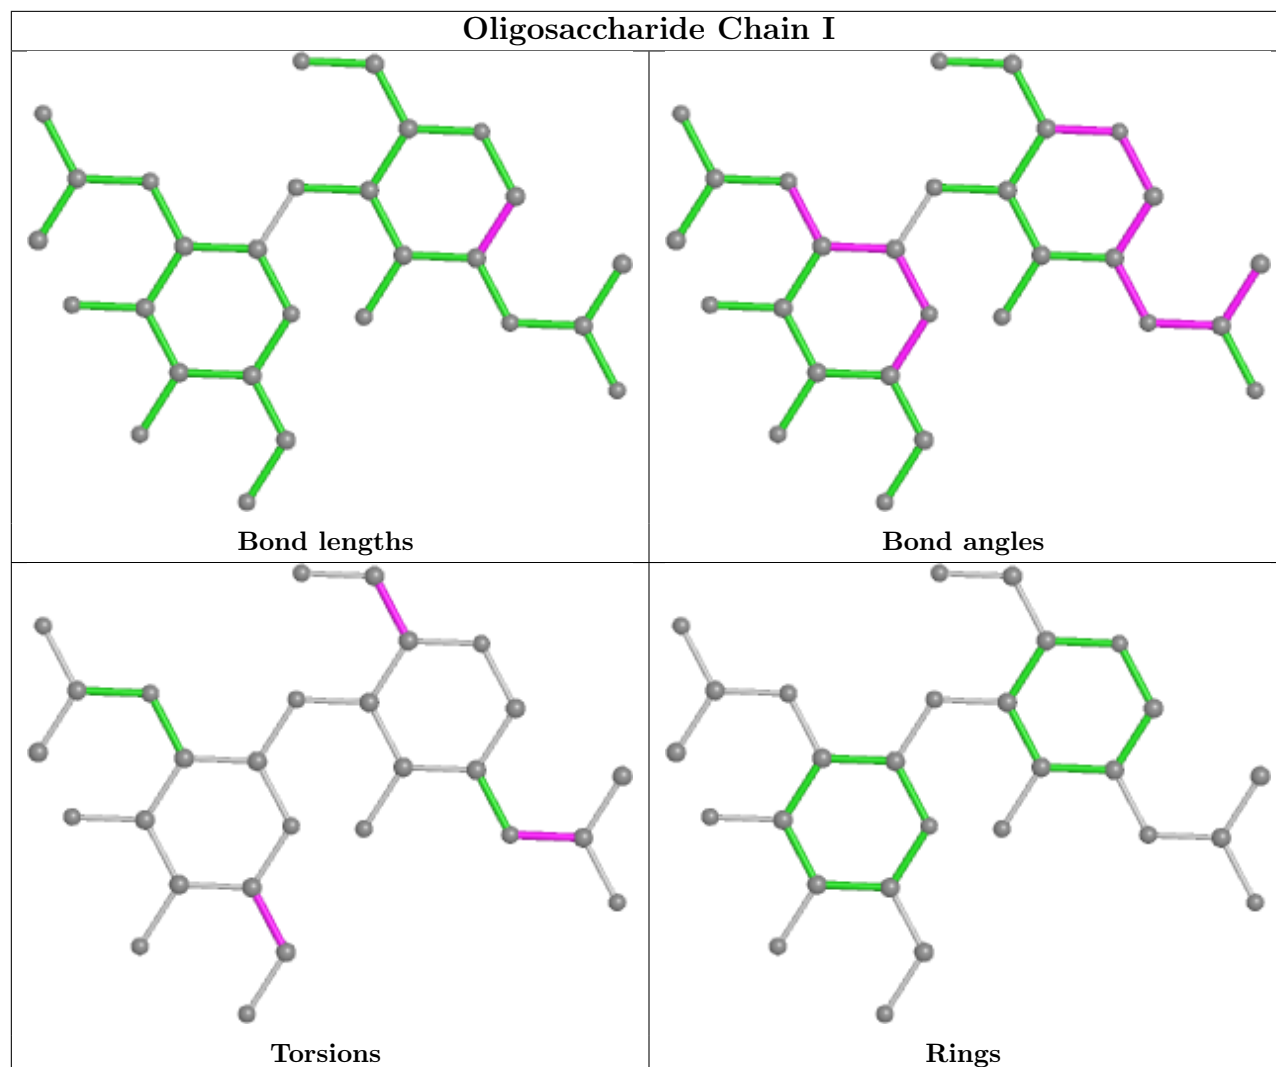 Oligosaccharide Chain I
Bond lengths
Bond angles
Torsions
Rings